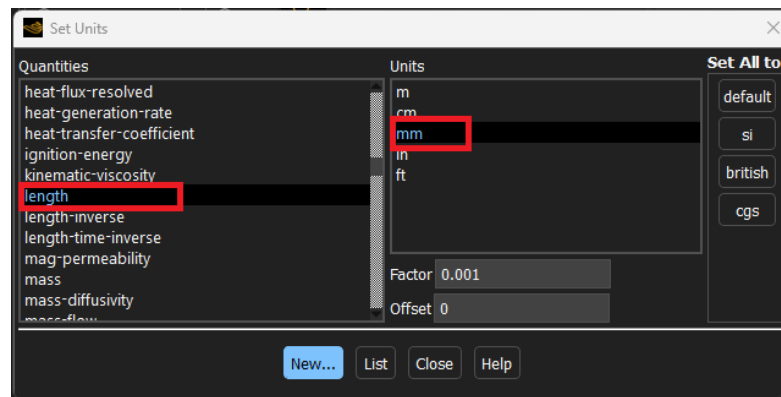 Set Units
Quantities
heat-flux-resolved
heat-generation-rate
heat-transfer-coefficient
ignition-energy
kinematic-viscosity
length
length-inverse
length-time-inverse
mag-permeability
mass
mass-diffusivity
mass-flow
Units
m
cm
mm
in
ft
Factor 0.001
Offset 0
Set All to
default
si
british
cgs
New...
List
Close
Help